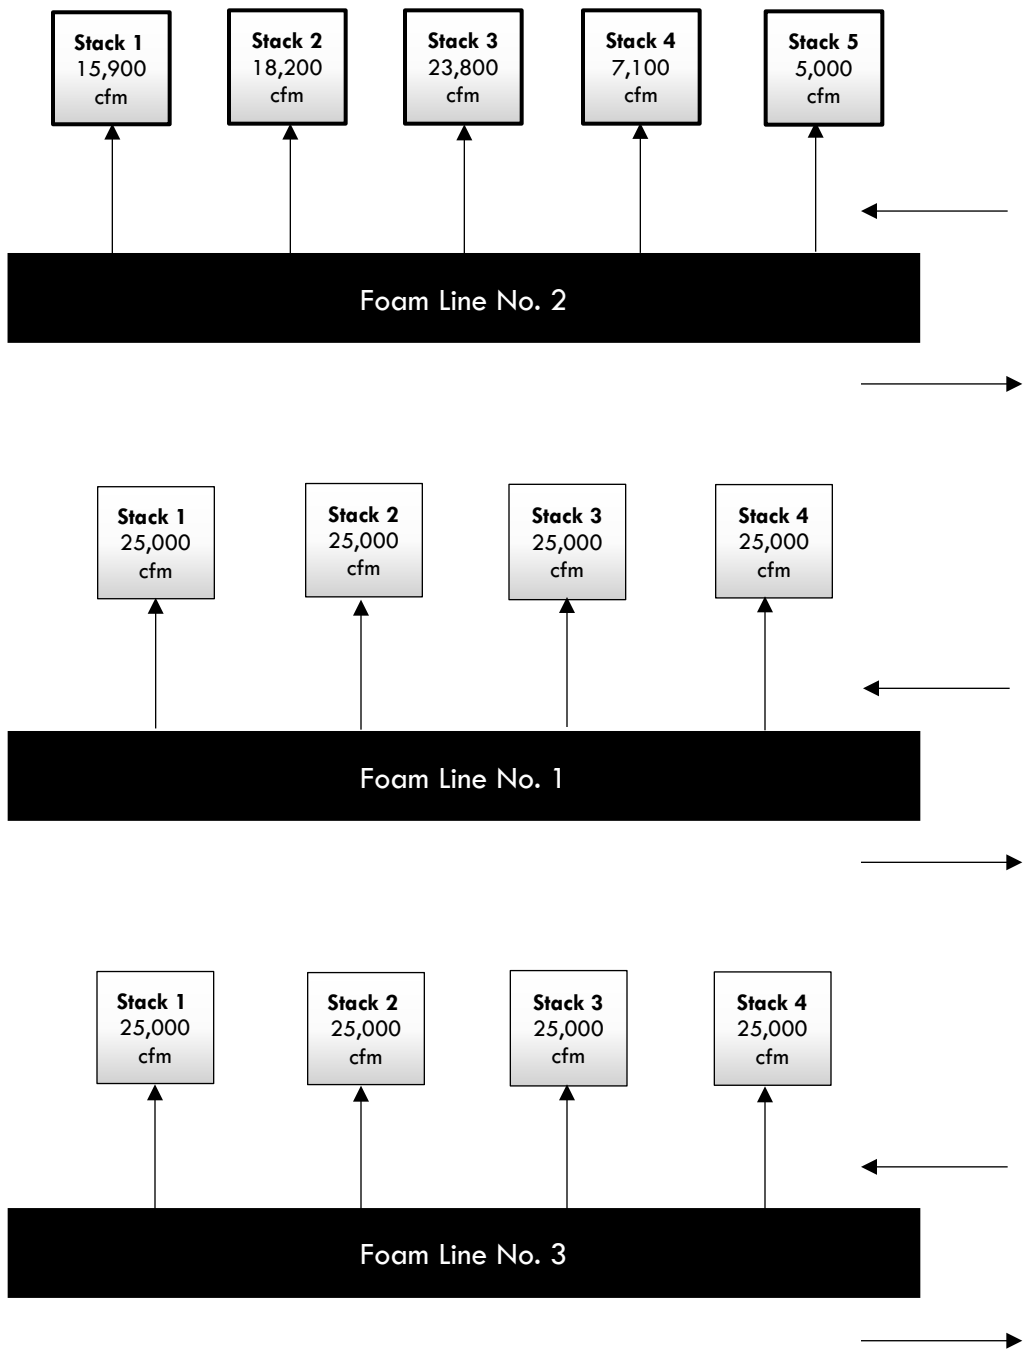 Stack 1
15,900
cfm
Stack 2
18,200
cfm
Stack 3
23,800
cfm
Stack 4
7,100
cfm
Stack 5
5,000
cfm
Foam Line No. 2
Stack 1
25,000
cfm
Stack 2
25,000
cfm
Stack 3
25,000
cfm
Stack 4
25,000
cfm
Foam Line No. 1
Stack 1
25,000
cfm
Stack 2
25,000
cfm
Stack 3
25,000
cfm
Stack 4
25,000
cfm
Foam Line No. 3